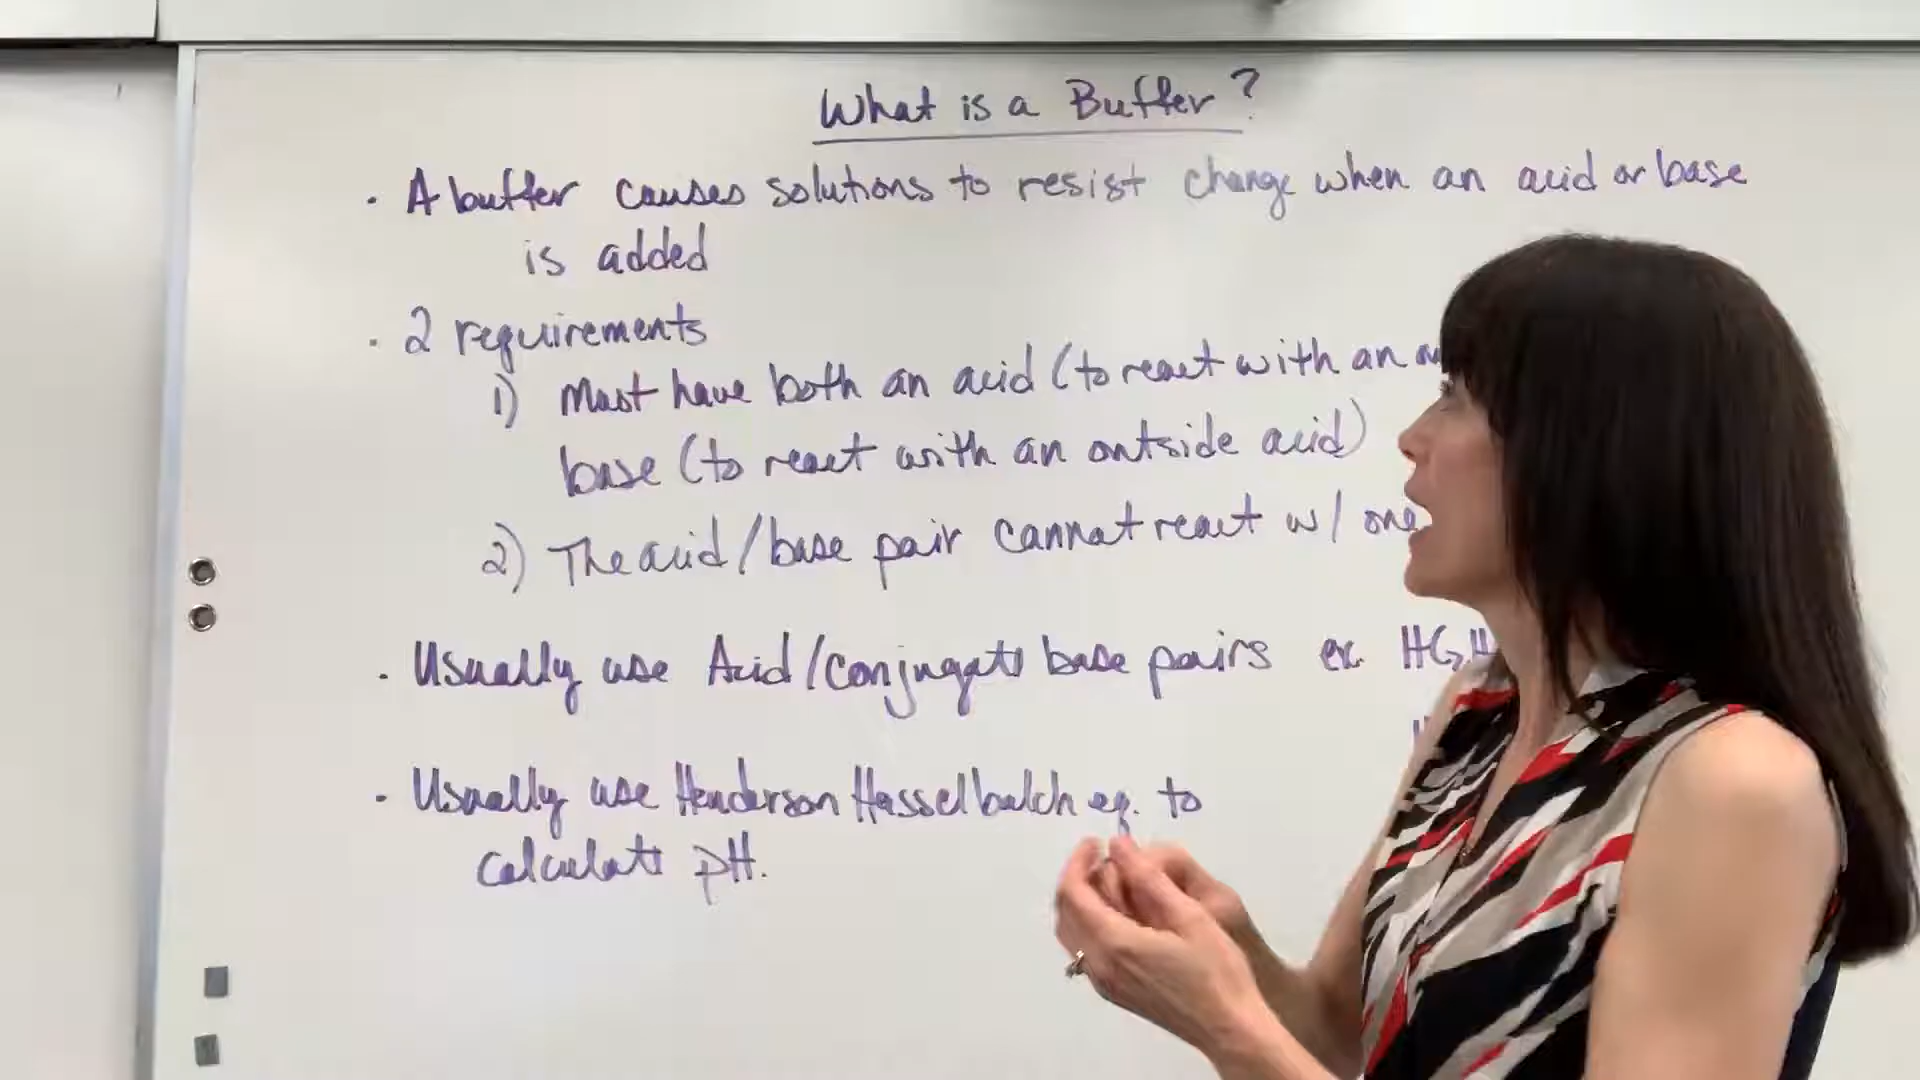 What is a Buffer?
• A buffer causes solutions to resist change when an acid or base
is added
• 2 requirements
1) Must have both an acid (to react with an
base (to react with an outside acid)
2) The acid/base pair cannot react w/ one
• Usually use Acid/conjugate base pairs ex.
• Usually use Henderson Hasselbalch eq. to
calculate pH.